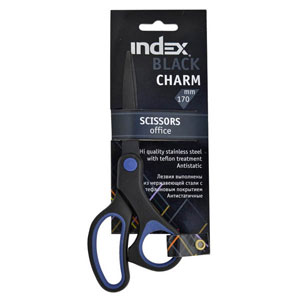 index
BLACK
CHARM
mm
170
SCISSORS
office
Hi quality stainless steel
with teflon treatment
Antistatic
Лезвия выполнены
из нержавеющей стали с
тефлоновым покрытием
Антистатичные